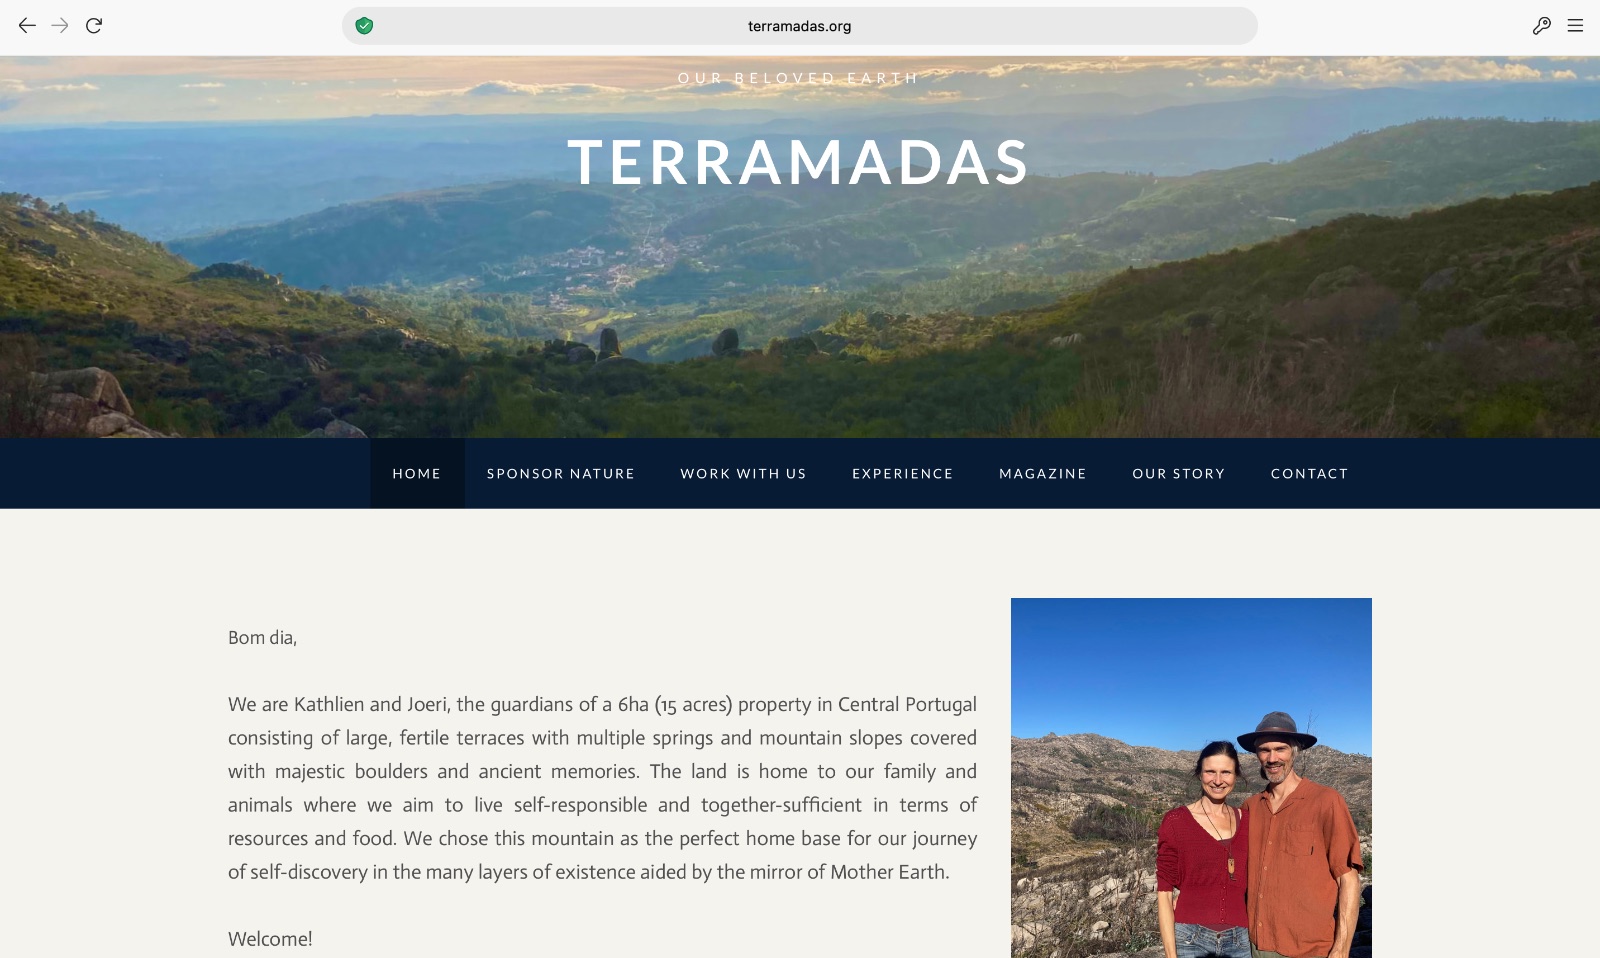 terramadas.org
OUR BELOVED EARTH
TERRAMADAS
HOME SPONSOR NATURE WORK WITH US EXPERIENCE MAGAZINE OUR STORY CONTACT
Bom dia,
We are Kathlien and Joeri, the guardians of a 6ha (15 acres) property in Central Portugal
consisting of large, fertile terraces with multiple springs and mountain slopes covered
with majestic boulders and ancient memories. The land is home to our family and
animals where we aim to live self-responsible and together-sufficient in terms of
resources and food. We chose this mountain as the perfect home base for our journey
of self-discovery in the many layers of existence aided by the mirror of Mother Earth.
Welcome!